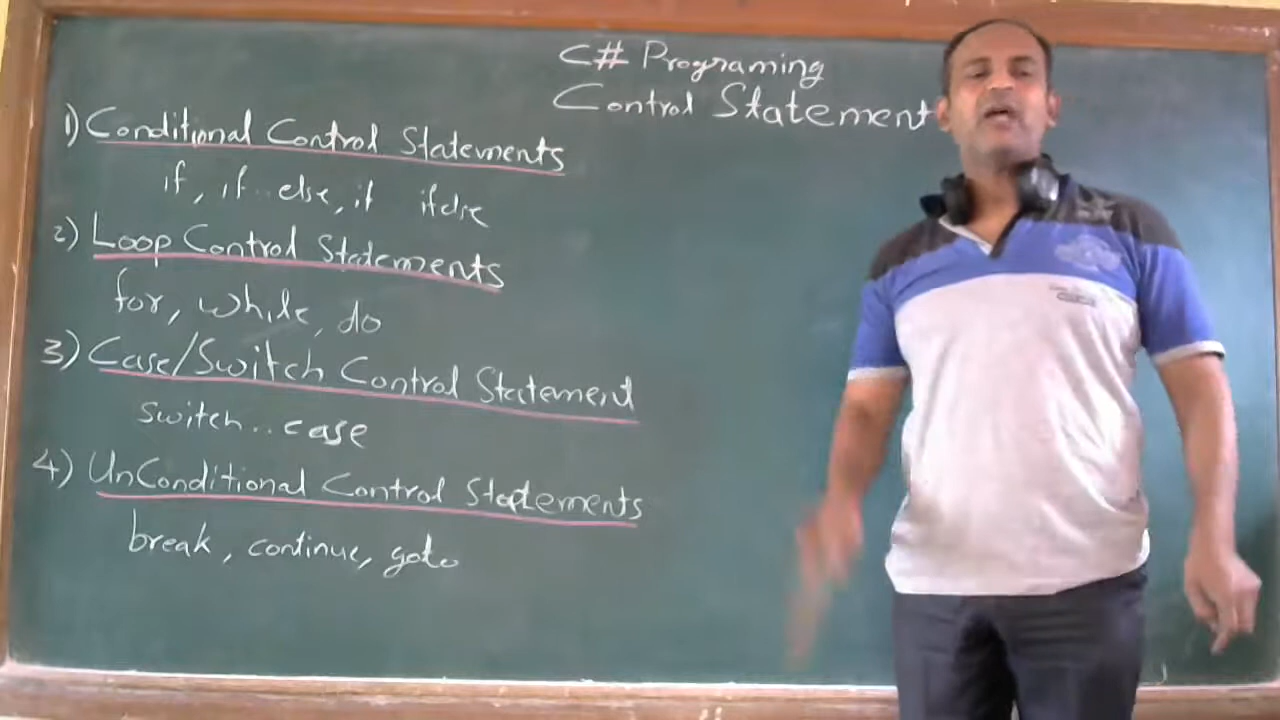 C# Programing
Control Statement
1) Conditional Control Statements
if, if..else, if ifelse
2) Loop Control Statements
for, while, do
3) Case/Switch Control Statement
switch..case
4) UnConditional Control Statements
break, continue, goto